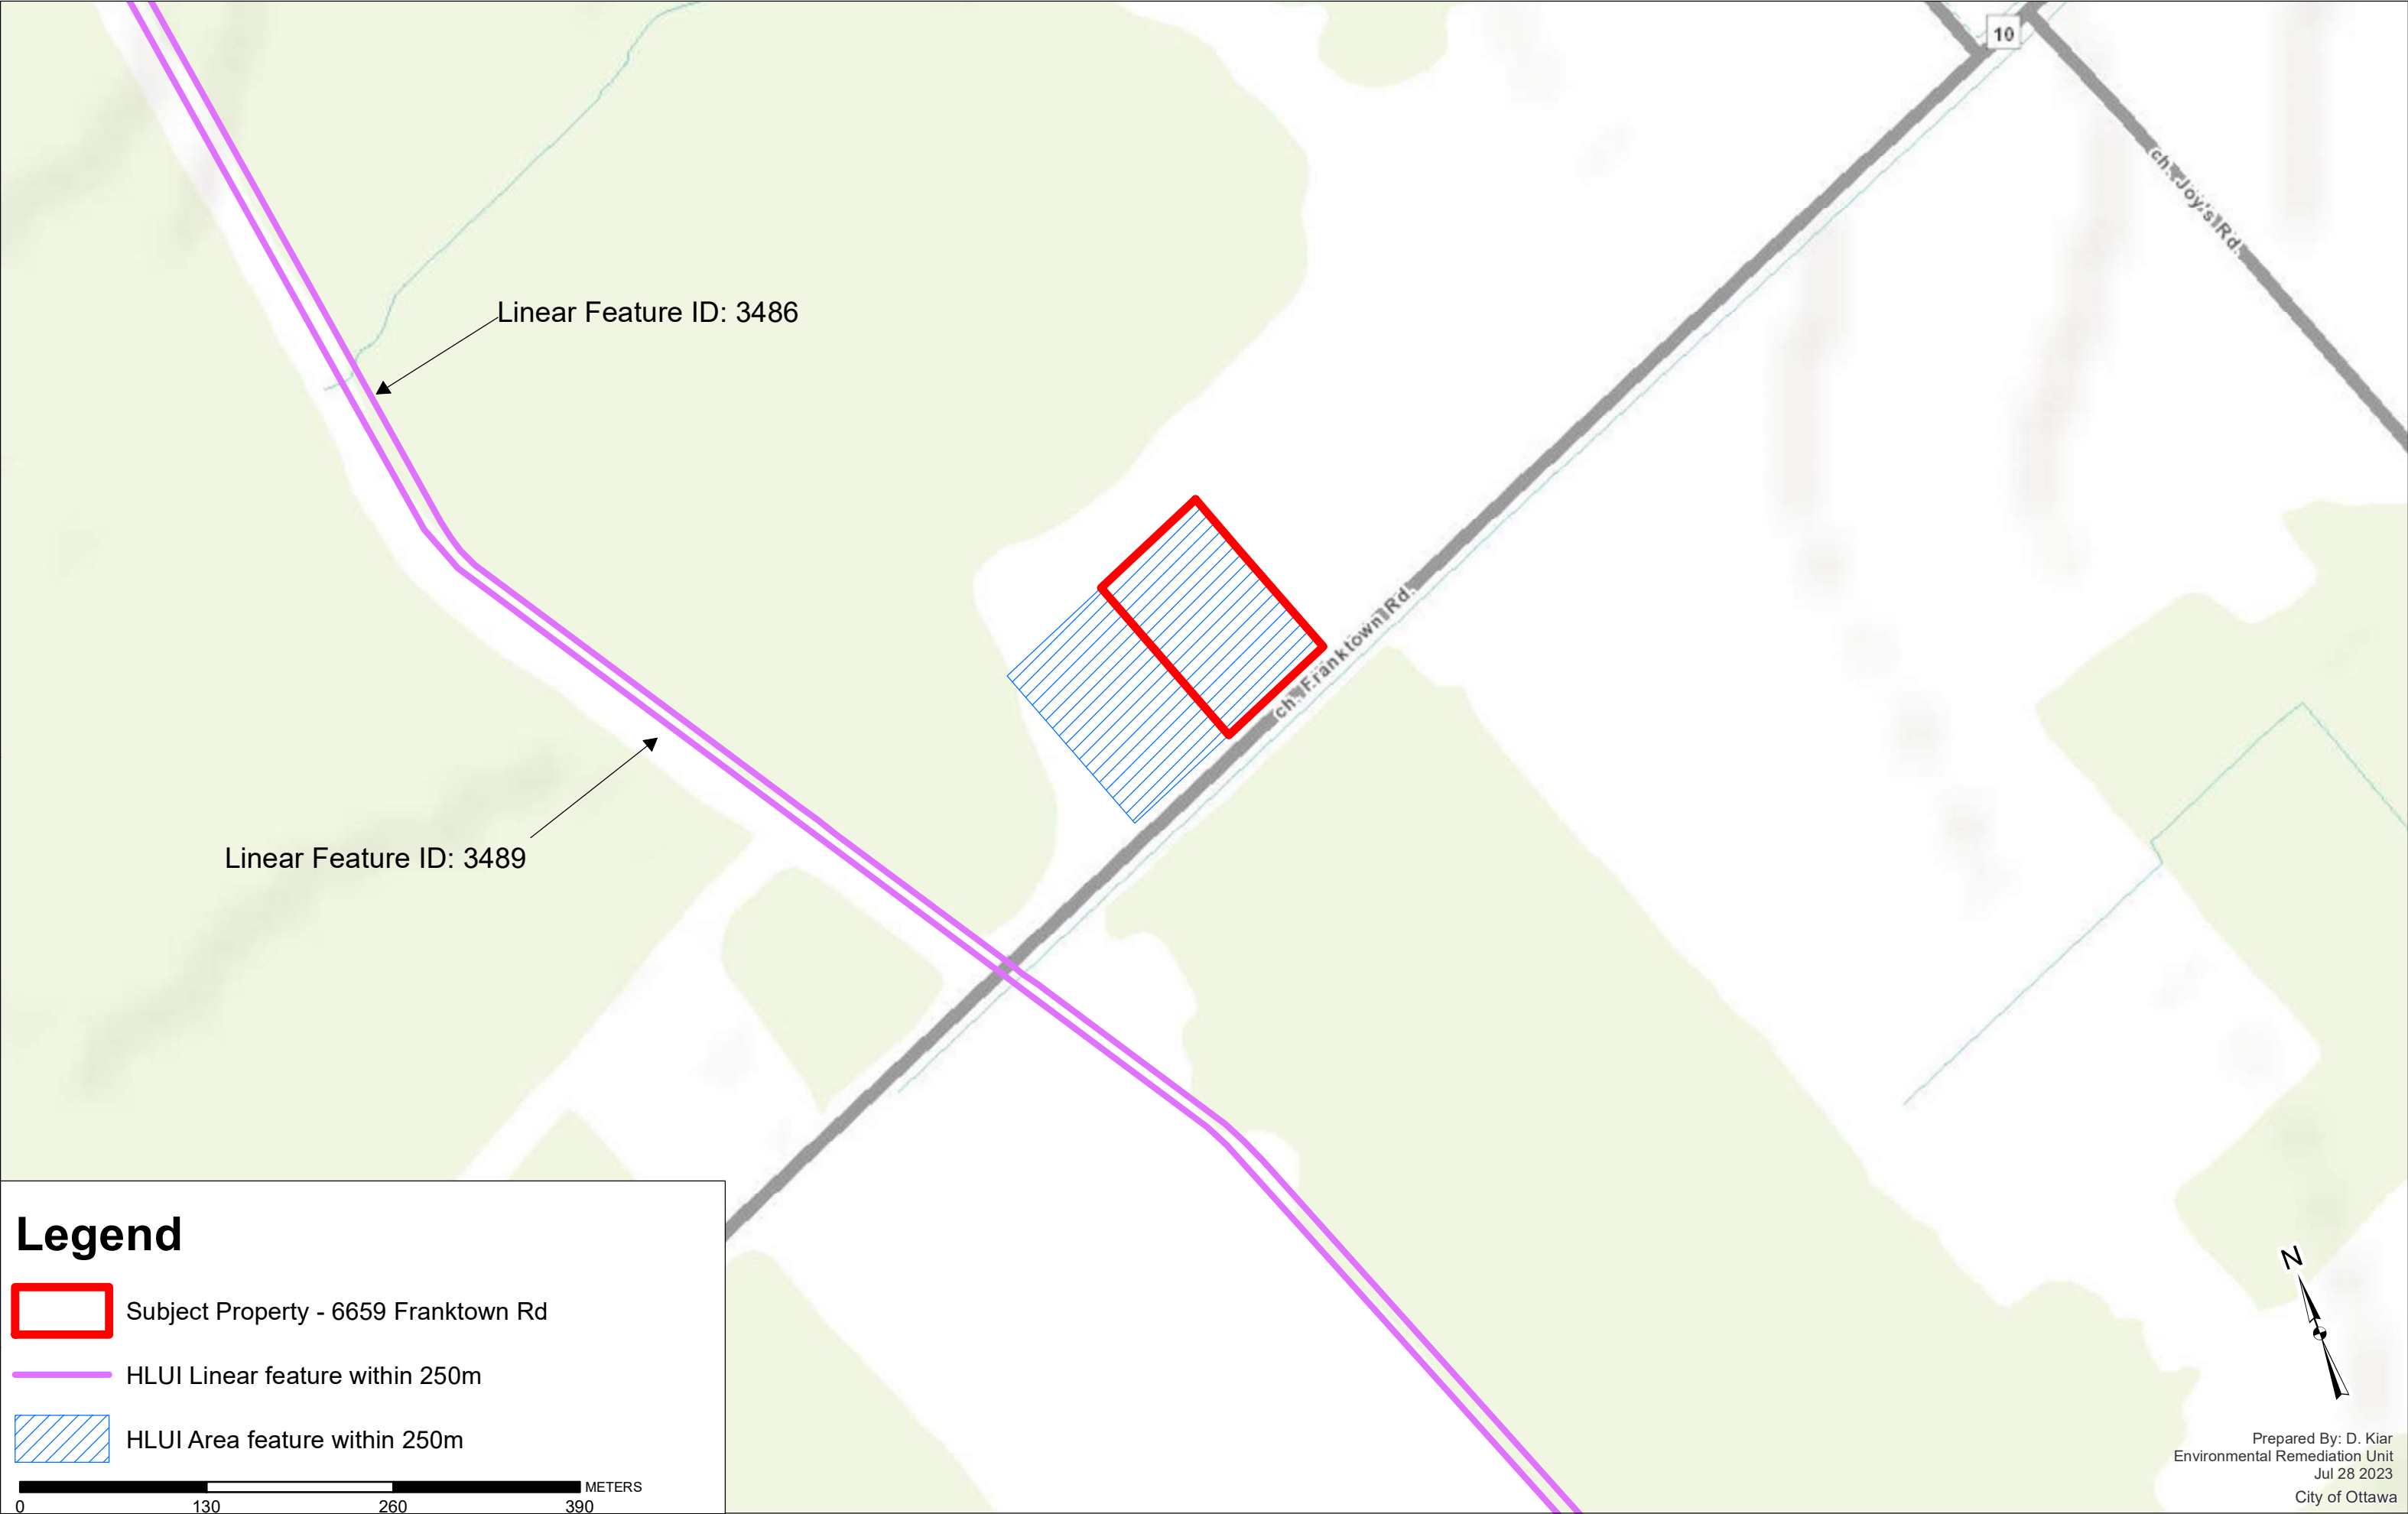 10
ch. Joy's Rd.
Linear Feature ID: 3486
ch. Franktown Rd.
Linear Feature ID: 3489
Legend
Subject Property - 6659 Franktown Rd
HLUI Linear feature within 250m
HLUI Area feature within 250m
METERS
0 130 260 390
N
Prepared By: D. Kiar
Environmental Remediation Unit
Jul 28 2023
City of Ottawa